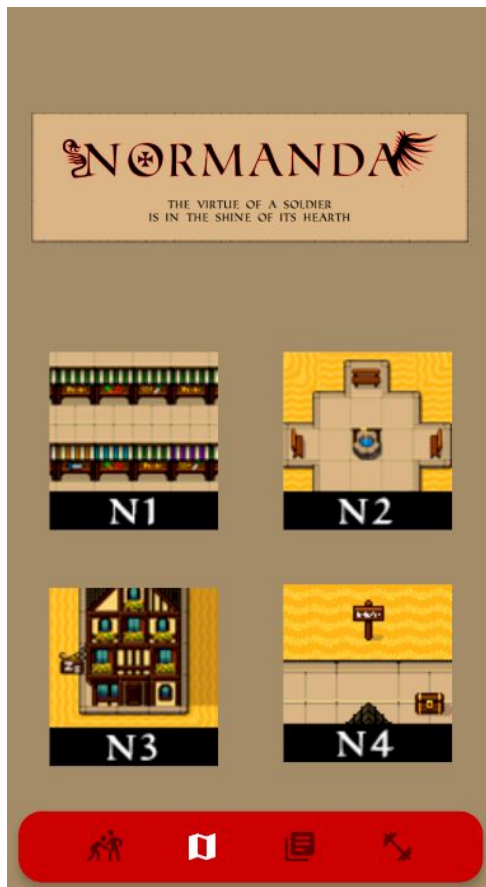 NORMANDA
THE VIRTUE OF A SOLDIER
IS IN THE SHINE OF ITS HEARTH
N1
N2
N3
N4